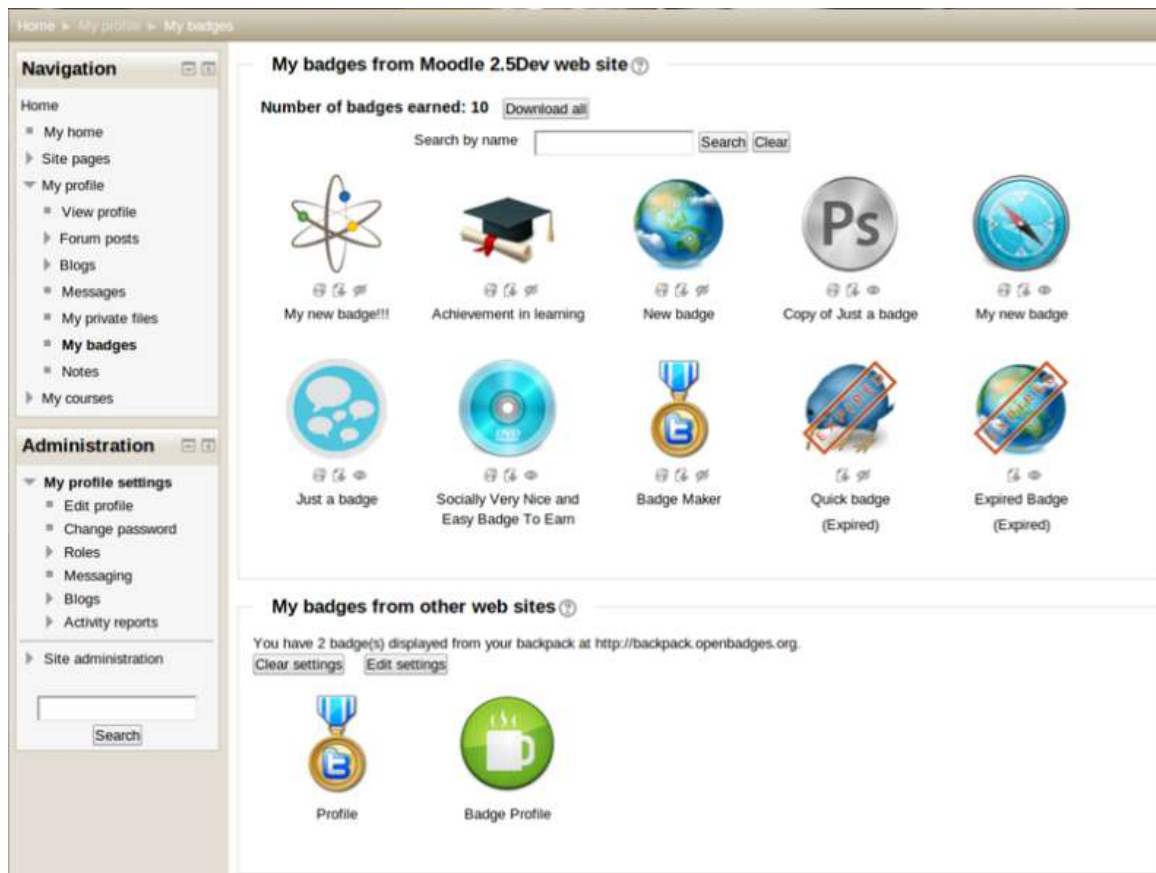 Home ► My profile ► My badges
Navigation
Home
My home
Site pages
My profile
View profile
Forum posts
Blogs
Messages
My private files
My badges
Notes
My courses
Administration
My profile settings
Edit profile
Change password
Roles
Messaging
Blogs
Activity reports
Site administration
Search
My badges from Moodle 2.5Dev web site
Number of badges earned: 10 Download all
Search by name Search Clear
Ps
My new badge!!! Achievement in learning New badge Copy of Just a badge My new badge
DVD
EXPIRED EXPIRED
Just a badge Socially Very Nice and Badge Maker Quick badge Expired Badge
Easy Badge To Earn (Expired) (Expired)
My badges from other web sites
You have 2 badge(s) displayed from your backpack at http://backpack.openbadges.org.
Clear settings Edit settings
Profile Badge Profile